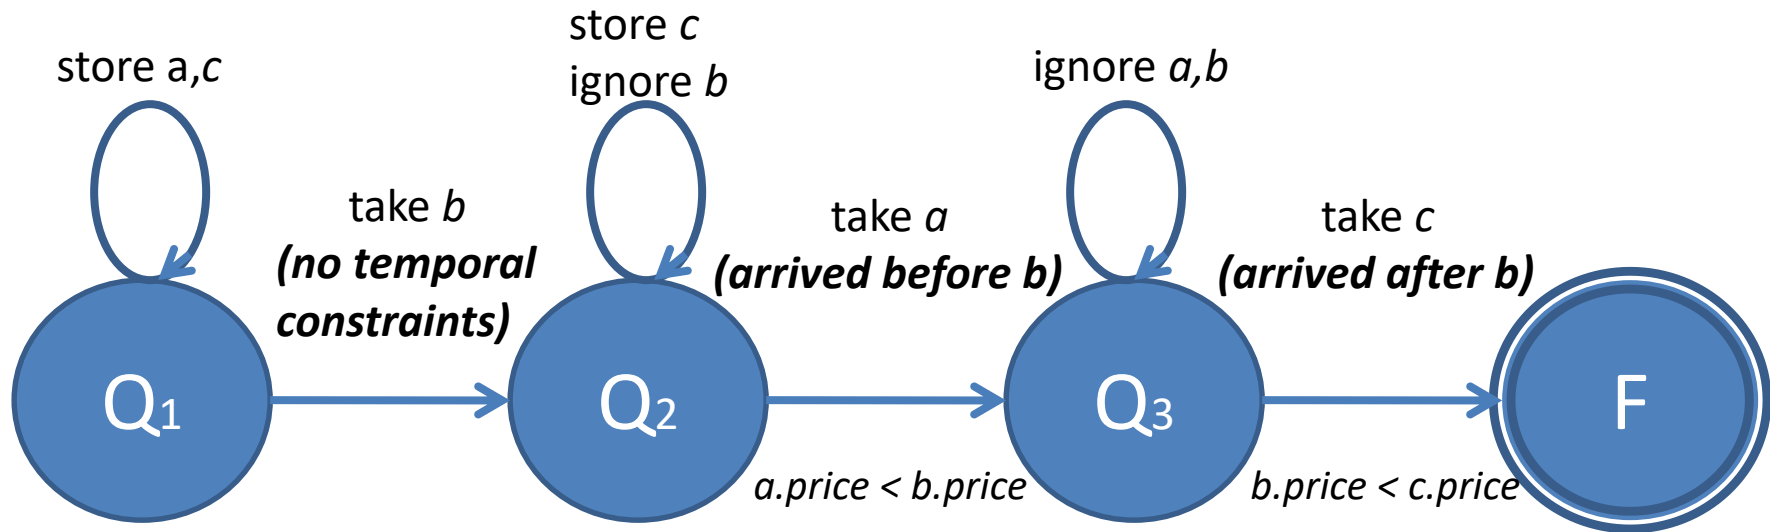 store a,c
store c
ignore b
ignore a,b
take b
(no temporal
constraints)
take a
(arrived before b)
take c
(arrived after b)
Q1
Q2
Q3
F
a.price < b.price
b.price < c.price